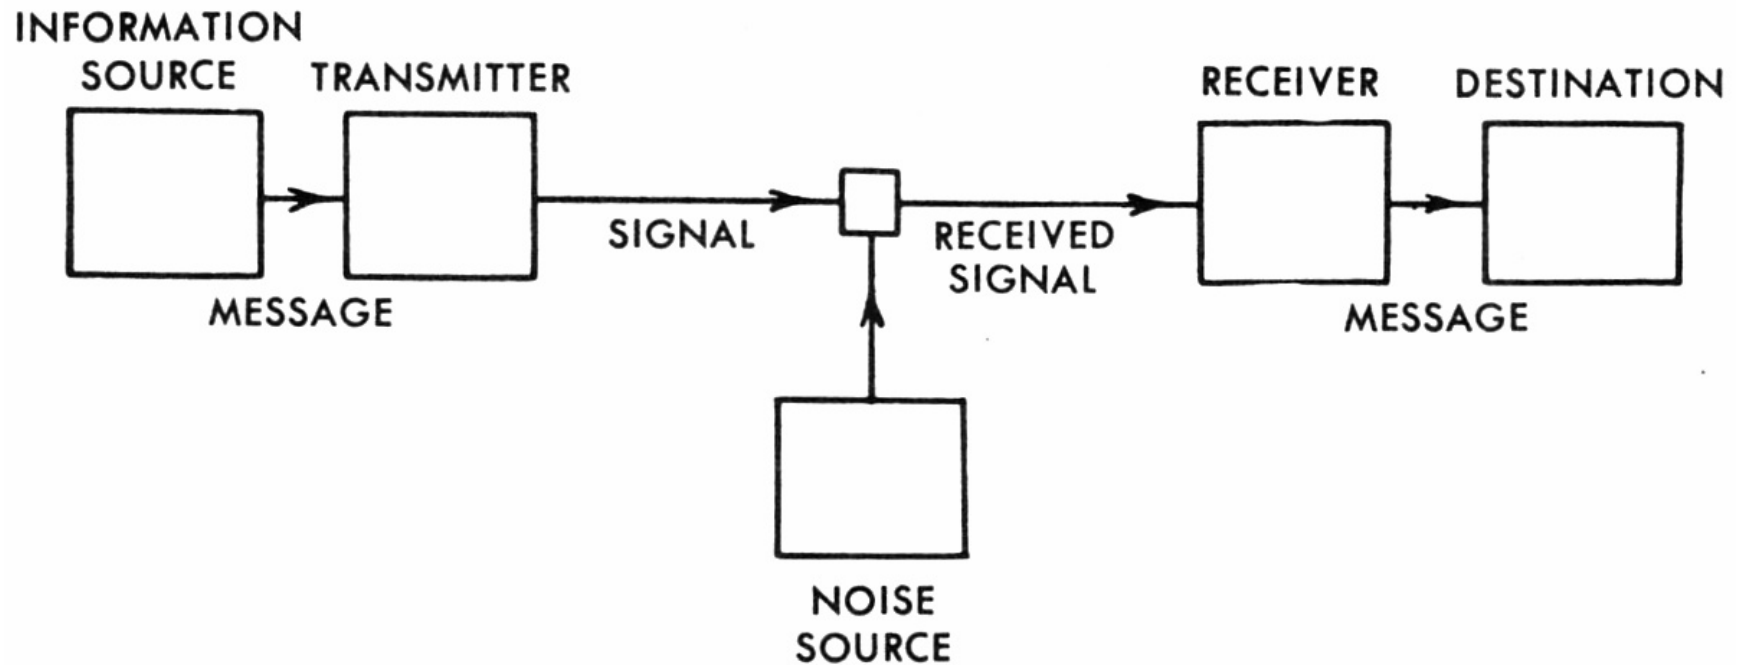 INFORMATION
SOURCE
TRANSMITTER
RECEIVER
DESTINATION
SIGNAL
RECEIVED
SIGNAL
MESSAGE
MESSAGE
NOISE
SOURCE